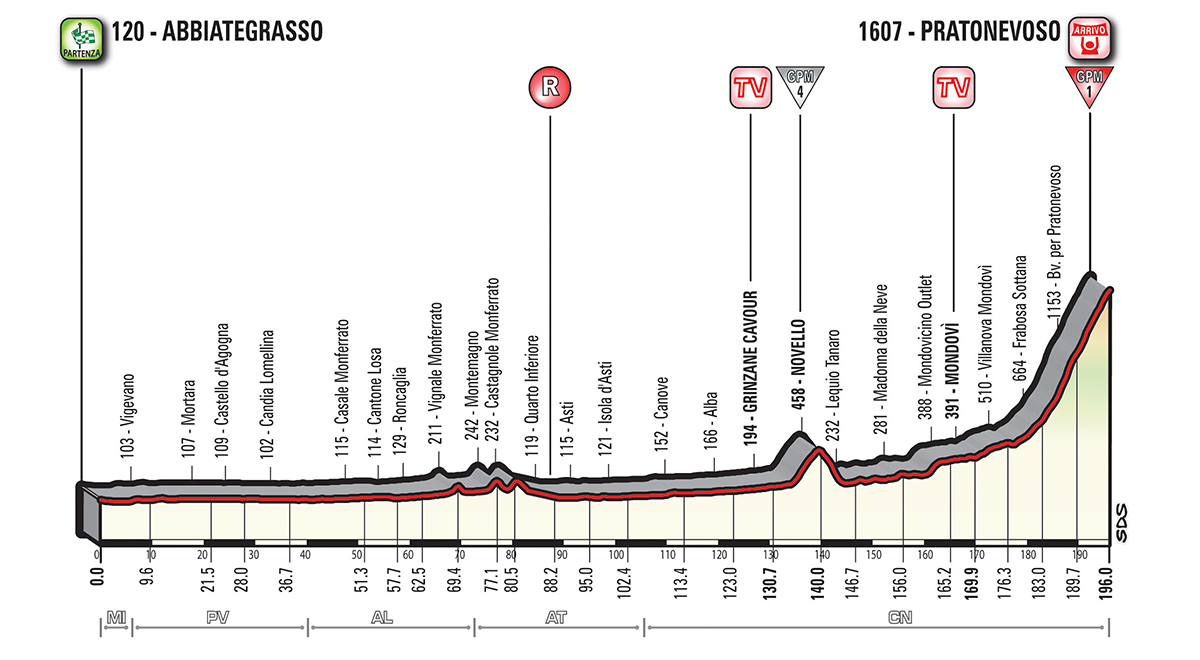 120 - ABBIATEGRASSO
1607 - PRATONEVOSO
PARTENZA
ARRIVO
R
TV
GPM
4
TV
GPM
1
103 - Vigevano
107 - Mortara
109 - Castello d'Agogna
102 - Candia Lomellina
115 - Casale Monferrato
114 - Cantone Losa
129 - Roncaglia
211 - Vignale Monferrato
242 - Montemagno
232 - Castagnole Monferrato
119 - Quarto Inferiore
115 - Asti
121 - Isola d'Asti
152 - Canove
166 - Alba
194 - GRINZANE CAVOUR
458 - NOVELLO
232 - Lequio Tanaro
281 - Madonna della Neve
388 - Mondovicino Outlet
391 - MONDOVÌ
510 - Villanova Mondovì
664 - Frabosa Sottana
1153 - Bv. per Pratonevoso
SDS
0 10 20 30 40 50 60 70 80 90 100 110 120 130 140 150 160 170 180 190
0.0 9.6 21.5 28.0 36.7 51.3 57.7 62.5 69.4 77.1 80.5 88.2 95.0 102.4 113.4 123.0 130.7 140.0 146.7 156.0 165.2 169.9 176.3 183.0 189.7 196.0
MI PV AL AT CN